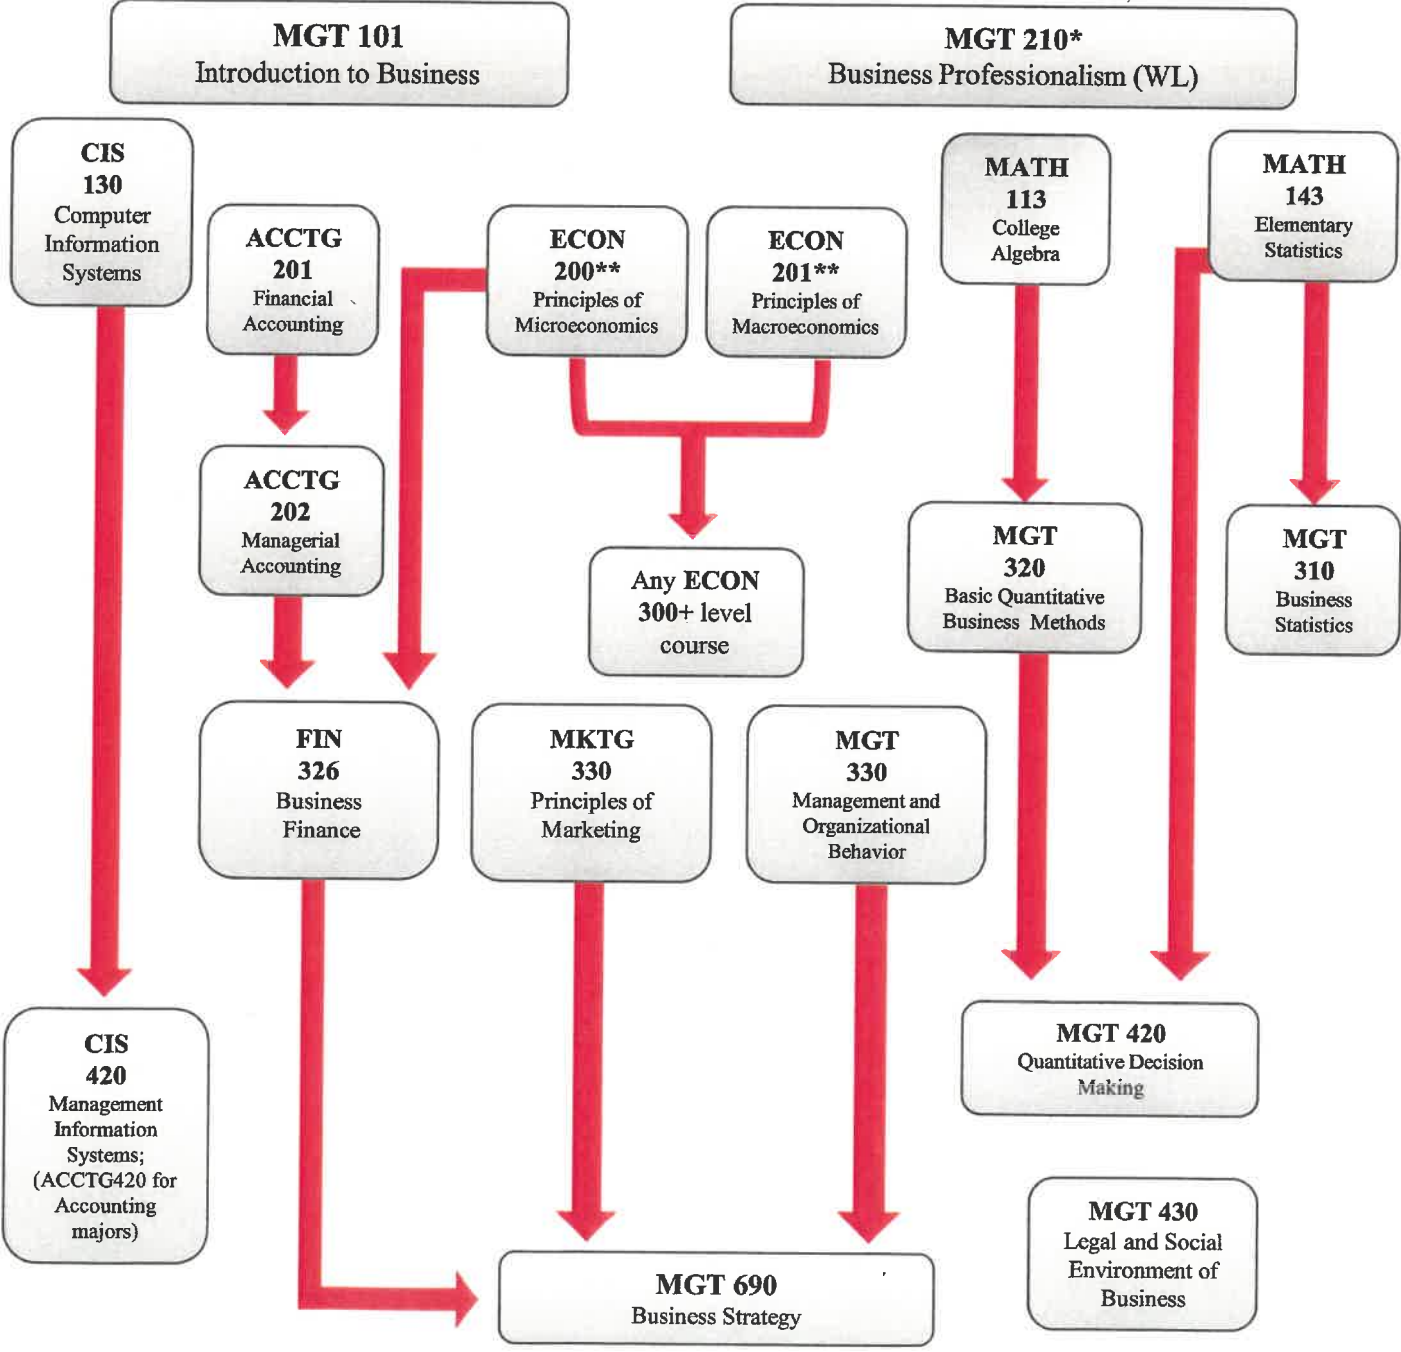 MGT 101
Introduction to Business
MGT 210*
Business Professionalism (WL)
CIS
130
Computer
Information
Systems
ACCTG
201
Financial
Accounting
ECON
200**
Principles of
Microeconomics
ECON
201**
Principles of
Macroeconomics
MATH
113
College
Algebra
MATH
143
Elementary
Statistics
ACCTG
202
Managerial
Accounting
Any ECON
300+ level
course
MGT
320
Basic Quantitative
Business Methods
MGT
310
Business
Statistics
FIN
326
Business
Finance
MKTG
330
Principles of
Marketing
MGT
330
Management and
Organizational
Behavior
CIS
420
Management
Information
Systems;
(ACCTG420 for
Accounting
majors)
MGT 420
Quantitative Decision
Making
MGT 430
Legal and Social
Environment of
Business
MGT 690
Business Strategy